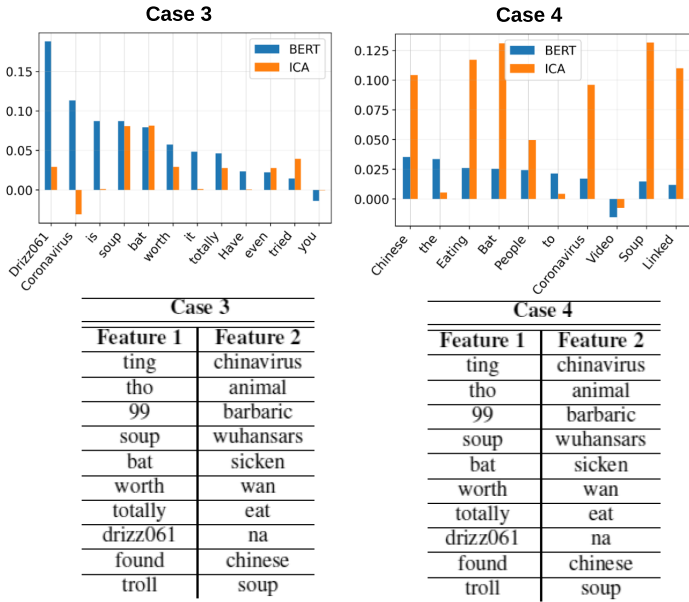 Case 3
BERT
ICA
0.15
0.10
0.05
0.00
Drizz061
Coronavirus
is
soup
bat
worth
it
totally
Have
even
tried
you
Case 4
BERT
ICA
0.125
0.100
0.075
0.050
0.025
0.000
Chinese
the
Eating
Bat
People
to
Coronavirus
Video
Soup
Linked
Case 3
Feature 1 Feature 2
ting chinavirus
tho animal
99 barbaric
soup wuhansars
bat sicken
worth wan
totally eat
drizz061 na
found chinese
troll soup
Case 4
Feature 1 Feature 2
ting chinavirus
tho animal
99 barbaric
soup wuhansars
bat sicken
worth wan
totally eat
drizz061 na
found chinese
troll soup